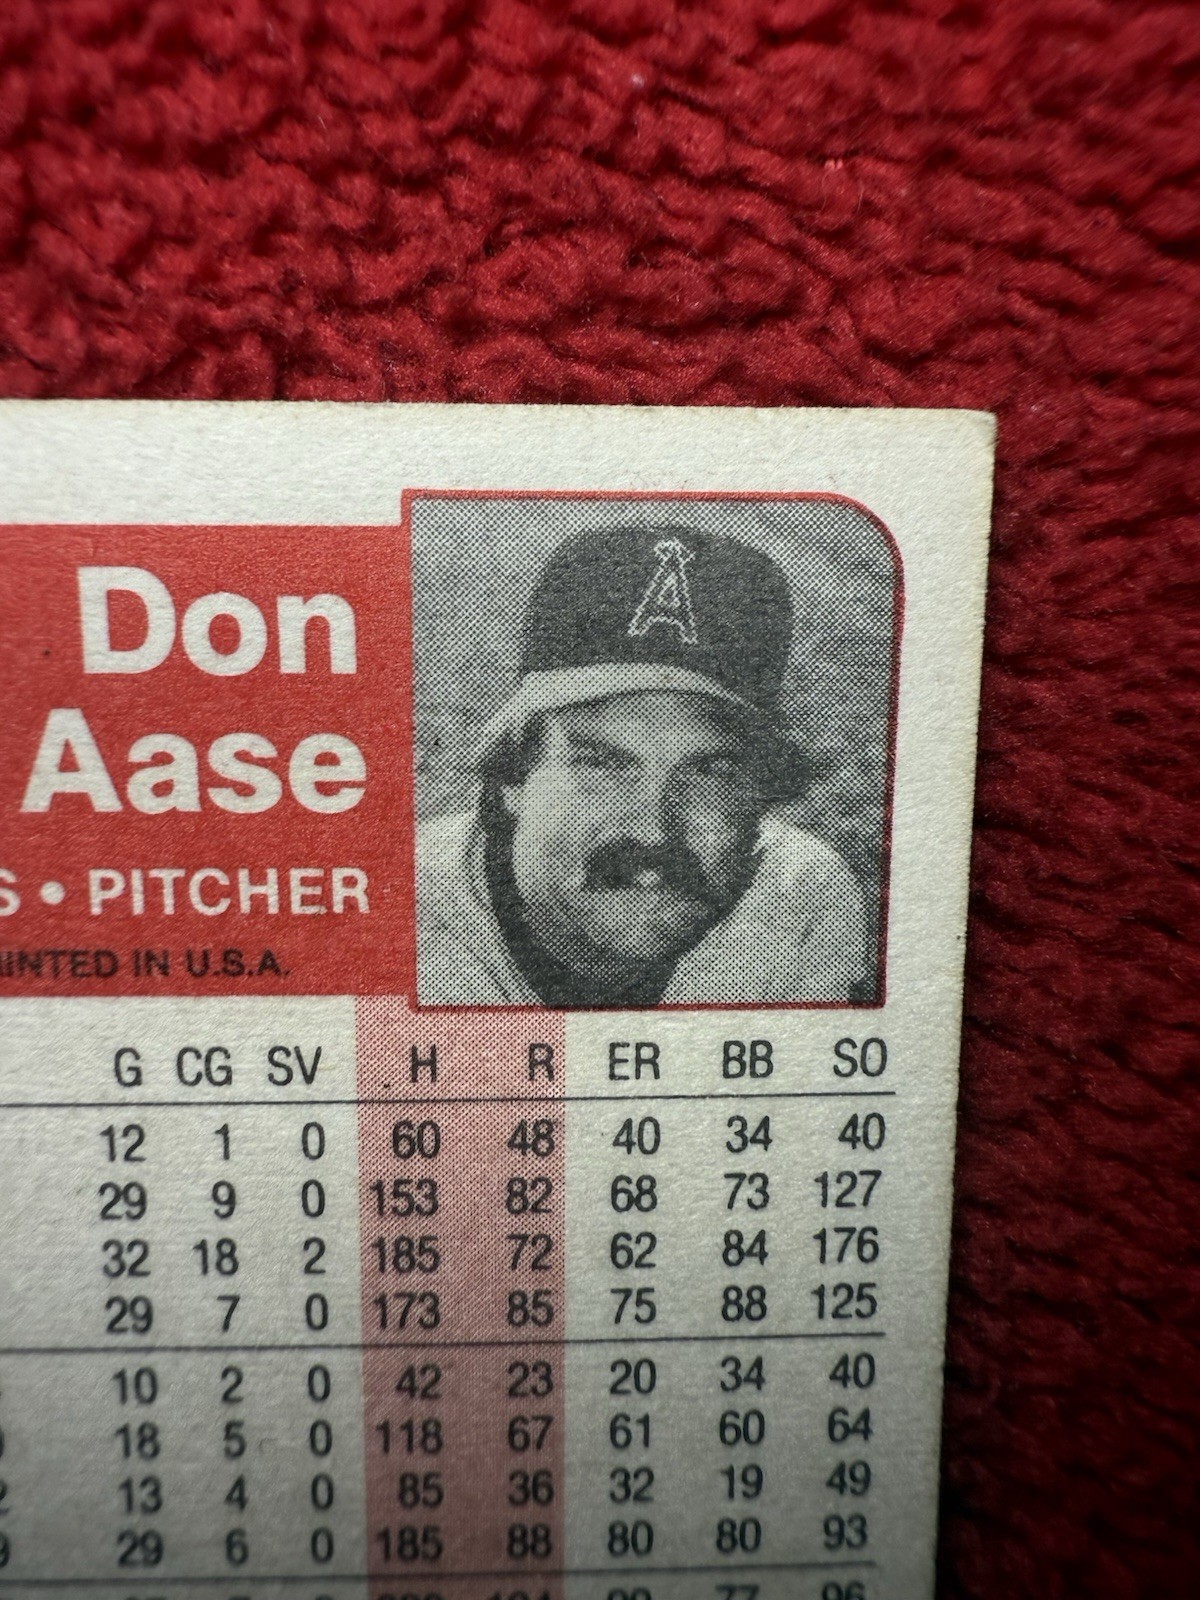 A
Don
Aase
S • PITCHER
INTED IN U.S.A.
G CG SV H R ER BB SO
12 1 0 60 48 40 34 40
29 9 0 153 82 68 73 127
32 18 2 185 72 62 84 176
29 7 0 173 85 75 88 125
10 2 0 42 23 20 34 40
18 5 0 118 67 61 60 64
13 4 0 85 36 32 19 49
9 29 6 0 185 88 80 80 93